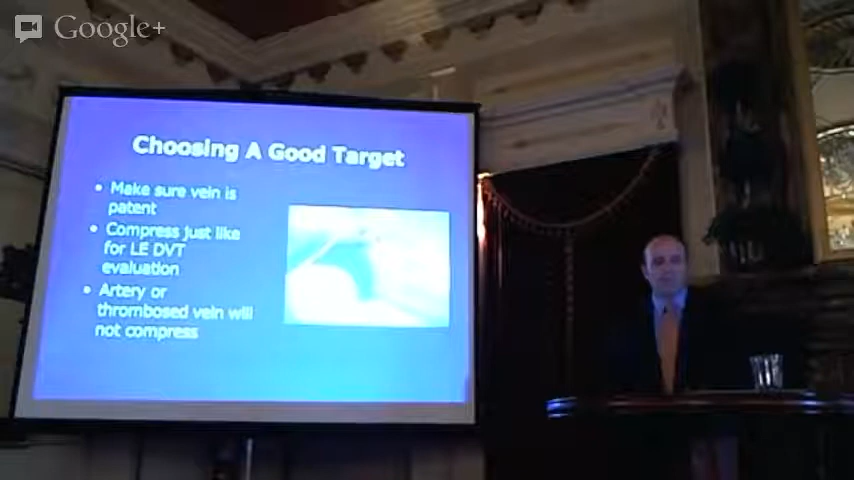 Google+
Choosing A Good Target
• Make sure vein is
patent
• Compress just like
for LE DVT
evaluation
• Artery or
thrombosed vein will
not compress